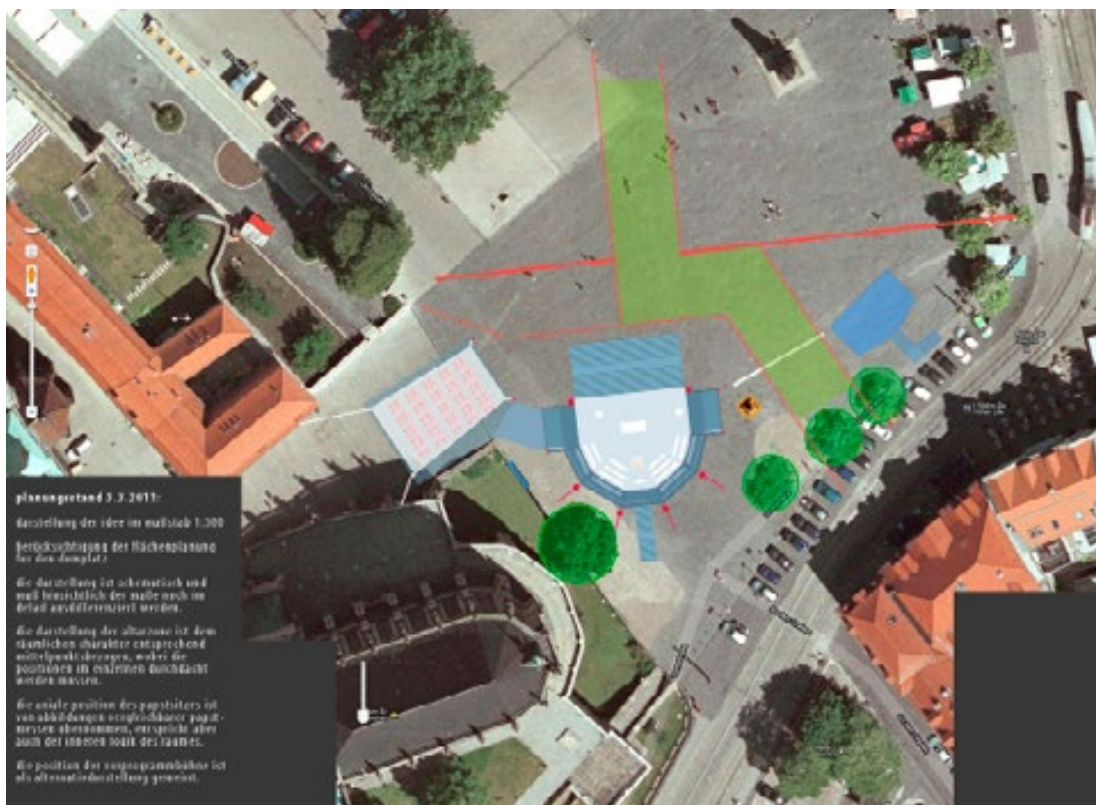 planungsstand 3.3.2011:
darstellung der idee im maßstab 1:300
berücksichtigung der flächenplanung
für den domplatz
die darstellung ist schematisch und
muß hinsichtlich der maße noch im
detail ausdifferenziert werden.
die darstellung der altarzone ist dem
räumlichen charakter entsprechend
mittelpunktsbezogen, wobei die
positionen im einzelnen durchdacht
werden müssen.
die axiale position des papstsitzes ist
von abbildungen vergleichbarer papst-
messen übernommen, entspricht aber
auch der inneren logik des raumes.
die position der vorprogrammbühne ist
als alternativdarstellung gemeint.